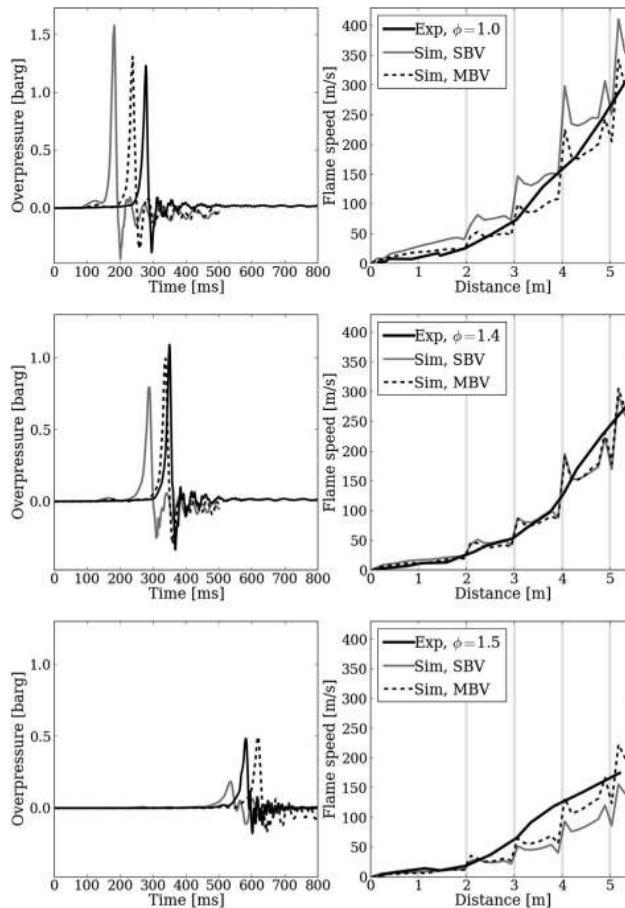 Overpressure [barg]
1.5
1.0
0.5
0.0
0 100 200 300 400 500 600 700 800
Time [ms]
Flame speed [m/s]
400
350
300
250
200
150
100
50
0
Exp, ϕ=1.0
Sim, SBV
Sim, MBV
0 1 2 3 4 5
Distance [m]
Overpressure [barg]
1.0
0.5
0.0
0 100 200 300 400 500 600 700 800
Time [ms]
Flame speed [m/s]
400
350
300
250
200
150
100
50
0
Exp, ϕ=1.4
Sim, SBV
Sim, MBV
0 1 2 3 4 5
Distance [m]
Overpressure [barg]
1.0
0.5
0.0
0 100 200 300 400 500 600 700 800
Time [ms]
Flame speed [m/s]
400
350
300
250
200
150
100
50
0
Exp, ϕ=1.5
Sim, SBV
Sim, MBV
0 1 2 3 4 5
Distance [m]